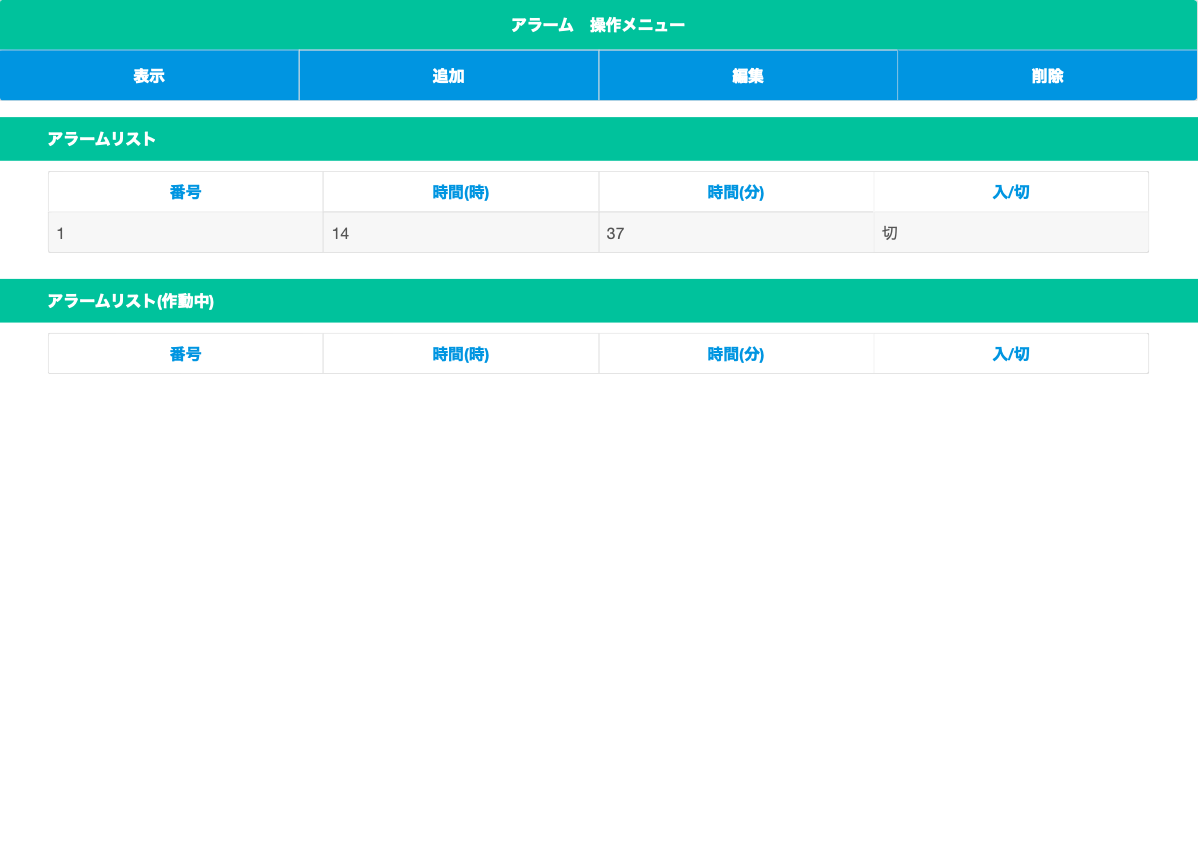 アラーム　操作メニュー
表示 追加 編集 削除
アラームリスト
番号 時間(時) 時間(分) 入/切
1 14 37 切
アラームリスト(作動中)
番号 時間(時) 時間(分) 入/切